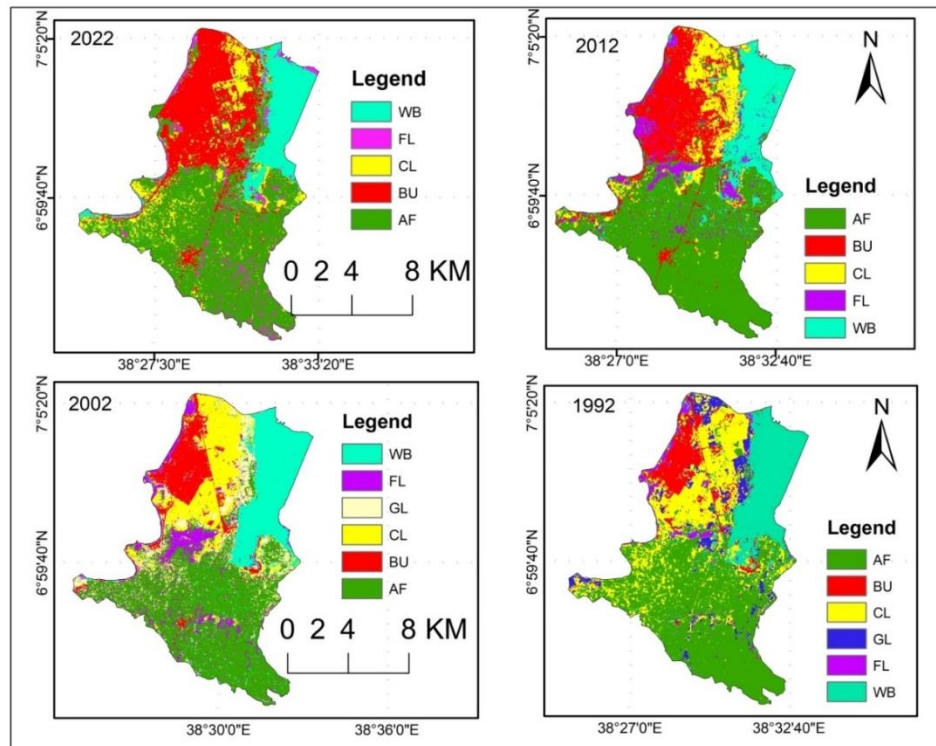 2022
Legend
WB
FL
CL
BU
AF
0 2 4 8 KM
7°5'20"N
6°59'40"N
38°27'30"E 38°33'20"E
2012
N
Legend
AF
BU
CL
FL
WB
7°5'20"N
6°59'40"N
38°27'0"E 38°32'40"E
2002
Legend
WB
FL
GL
CL
BU
AF
0 2 4 8 KM
7°5'20"N
6°59'40"N
38°30'0"E 38°36'0"E
1992
N
Legend
AF
BU
CL
GL
FL
WB
7°5'20"N
6°59'40"N
38°27'0"E 38°32'40"E